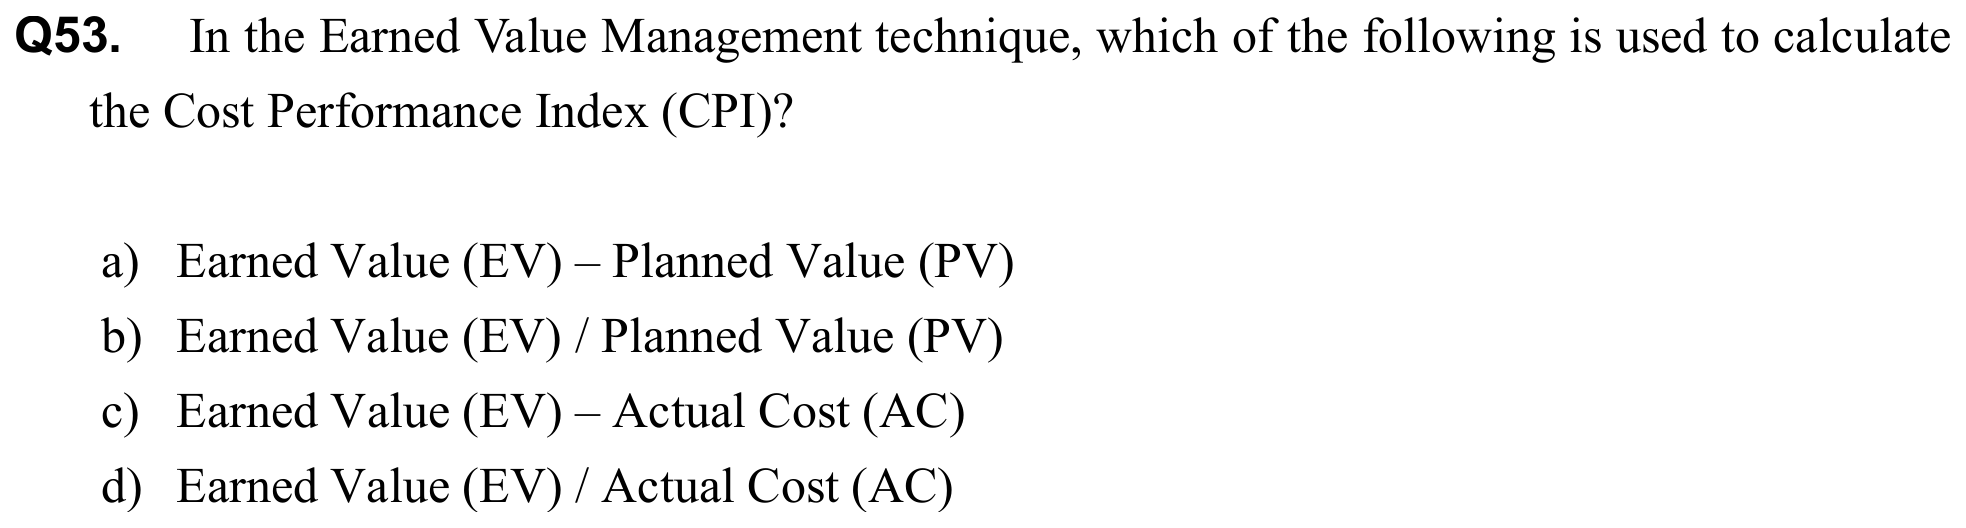 Q53. In the Earned Value Management technique, which of the following is used to calculate
the Cost Performance Index (CPI)?
a) Earned Value (EV) – Planned Value (PV)
b) Earned Value (EV) / Planned Value (PV)
c) Earned Value (EV) – Actual Cost (AC)
d) Earned Value (EV) / Actual Cost (AC)